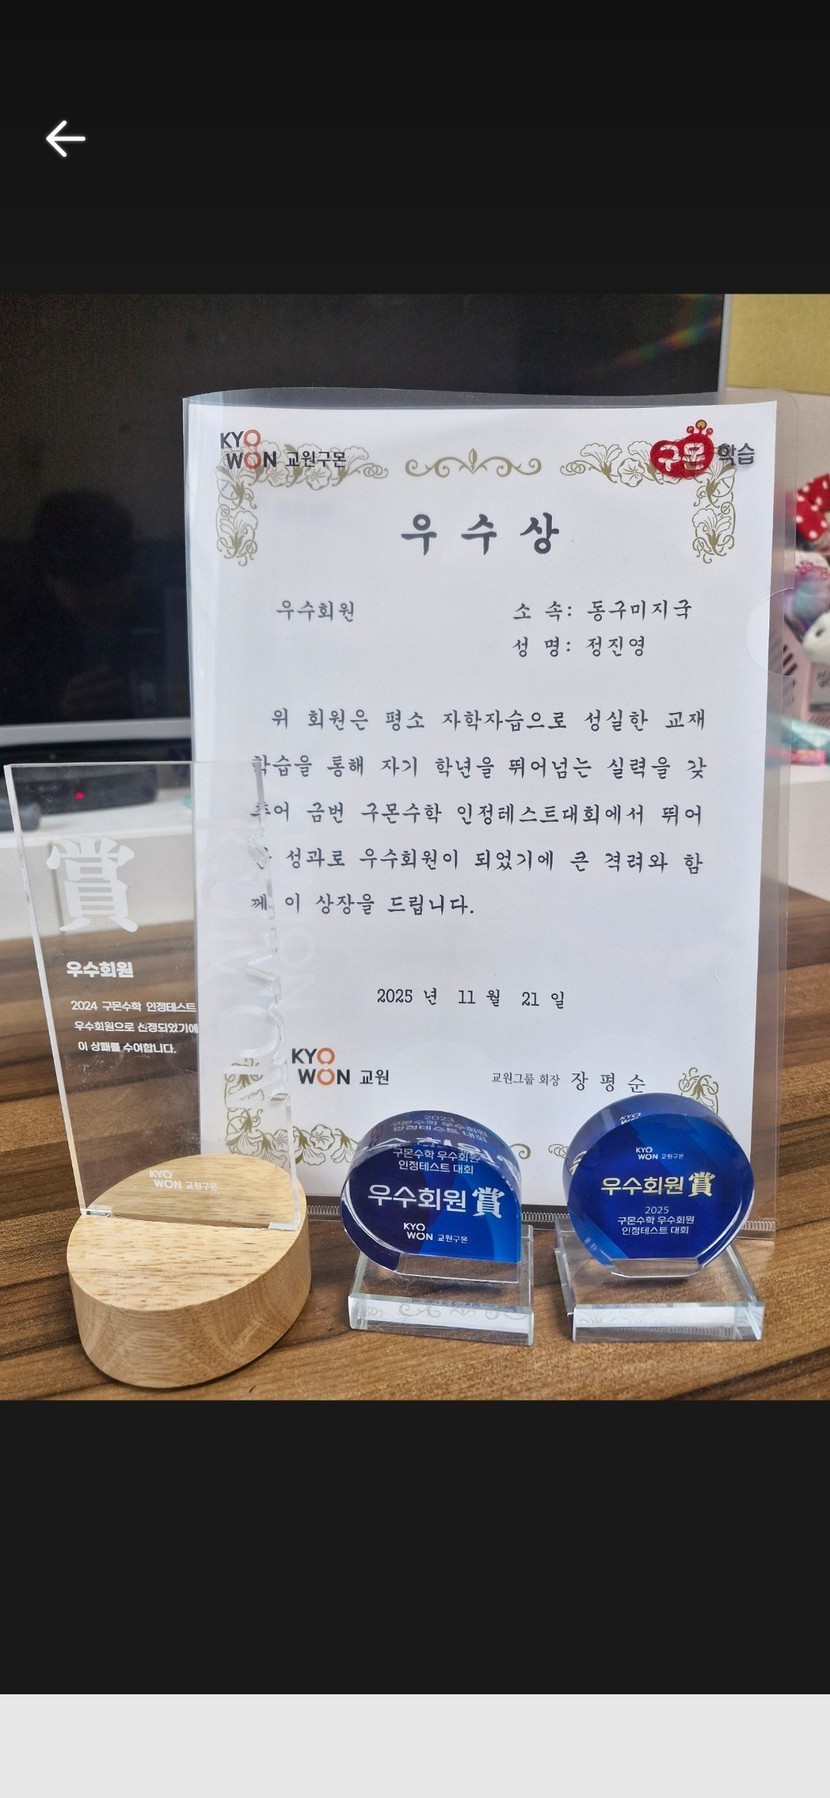 KYO
WON 교원구몬
구몬 학습
우수상
우수회원
소 속: 동구미지국
성 명: 정진영
위 회원은 평소 자학자습으로 성실한 교재
학습을 통해 자기 학년을 뛰어넘는 실력을 갖
추어 금번 구몬수학 인정테스트대회에서 뛰어
성과로 우수회원이 되었기에 큰 격려와 함
께 이 상장을 드립니다.
2025 년 11 월 21 일
KYO
WON 교원
교원그룹 회장 장평순
賞
우수회원
2024 구몬수학 인정테스트
우수회원으로 선정되었기에
이 상패를 수여합니다.
KYO
WON 교원구몬
KUMON
2023
구몬수학 우수회원
인정테스트 대회
우수회원 賞
KYO
WON 교원구몬
KYO
WON 교원구몬
우수회원 賞
2025
구몬수학 우수회원
인정테스트 대회